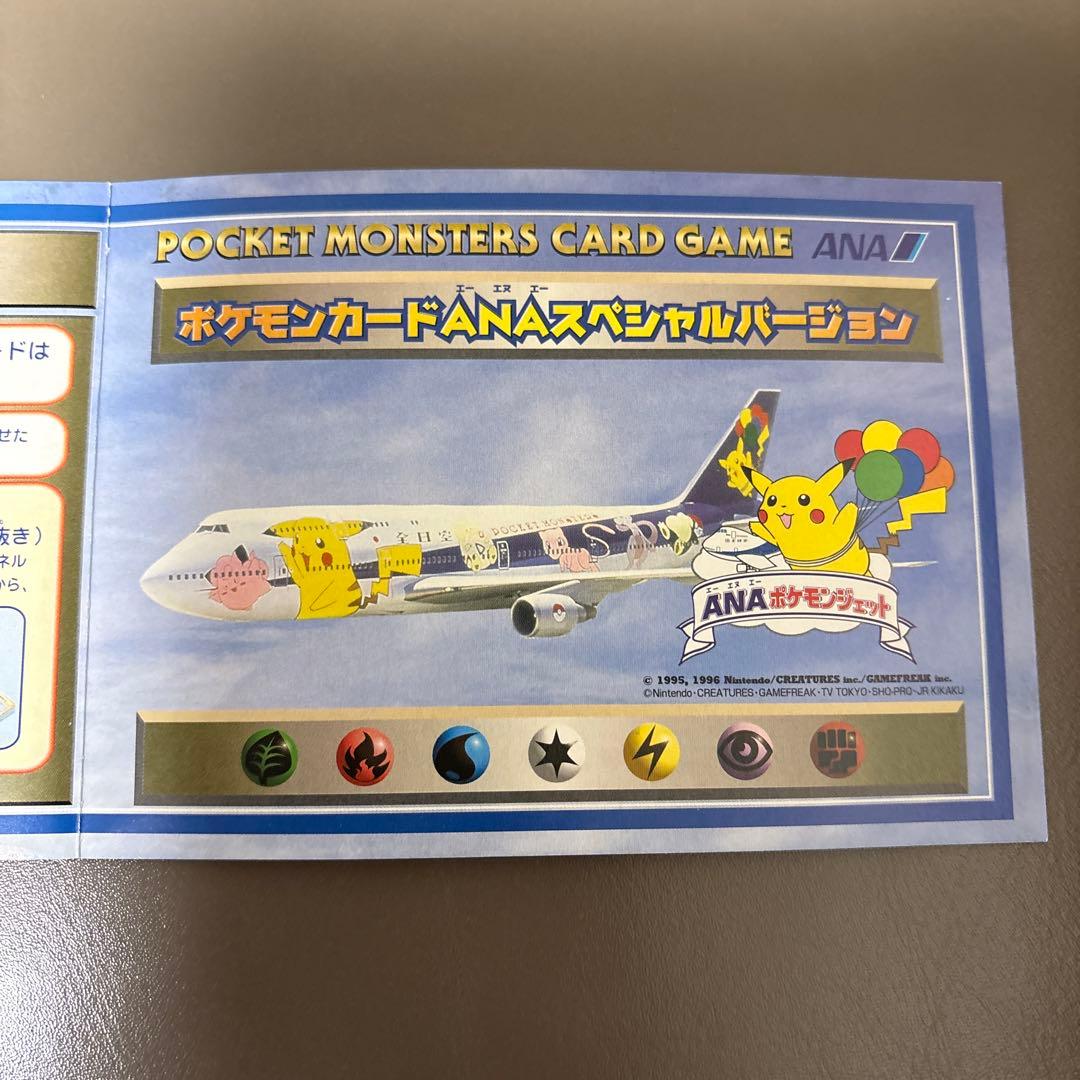 POCKET MONSTERS CARD GAME ANA
エー エヌ エー
ポケモンカードANAスペシャルバージョン
全日空
POCKET MONSTERS
エー エヌ エー
ANAポケモンジェット
© 1995, 1996 Nintendo/CREATURES inc./GAMEFREAK inc.
©Nintendo・CREATURES・GAMEFREAK・TV TOKYO・SHO-PRO・JR KIKAKU
ードは
せた
抜き)
ネル
から、